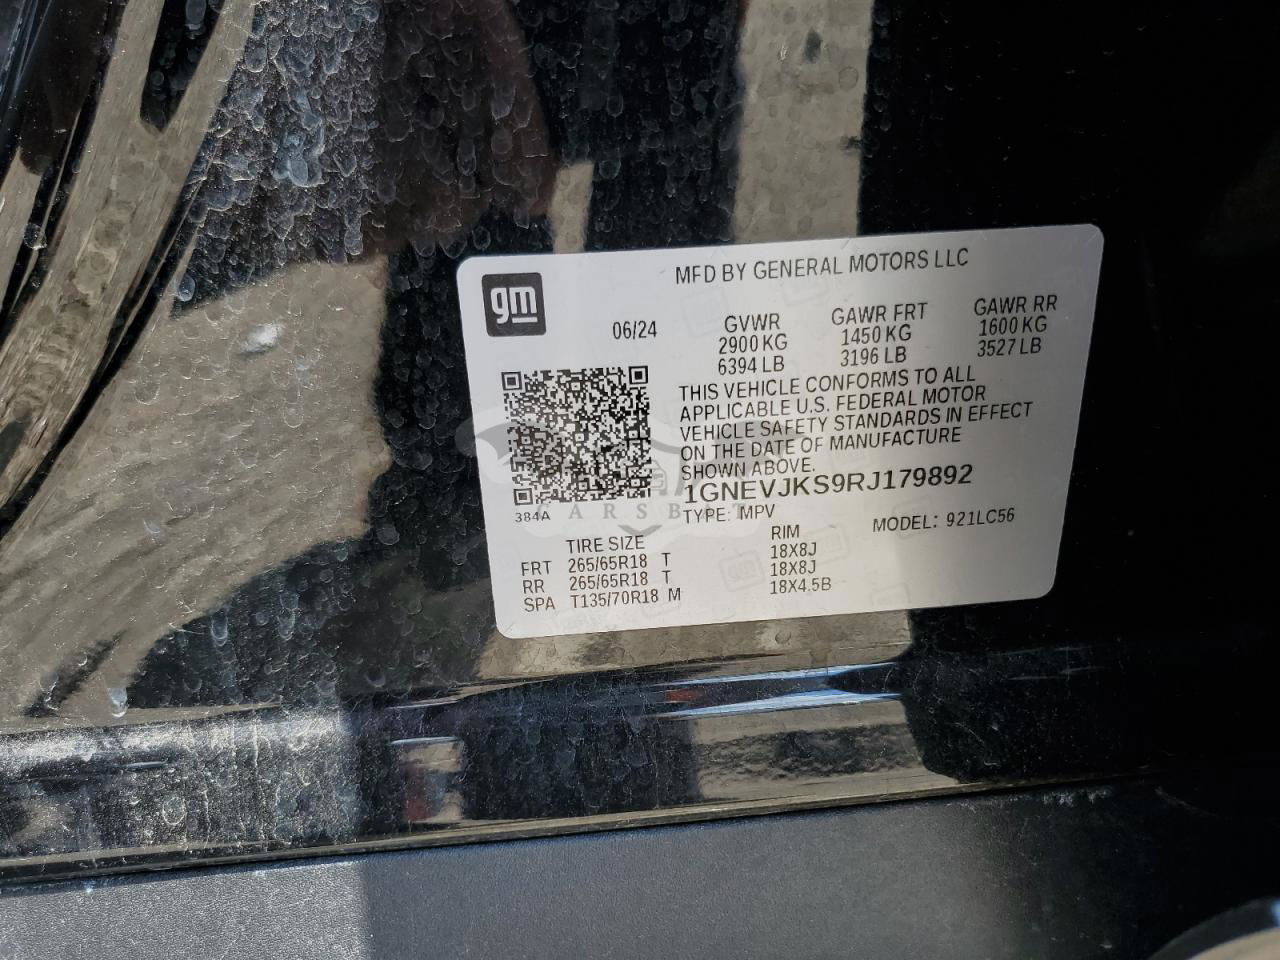 gm
MFD BY GENERAL MOTORS LLC
06/24
GVWR
2900 KG
6394 LB
GAWR FRT
1450 KG
3196 LB
GAWR RR
1600 KG
3527 LB
THIS VEHICLE CONFORMS TO ALL
APPLICABLE U.S. FEDERAL MOTOR
VEHICLE SAFETY STANDARDS IN EFFECT
ON THE DATE OF MANUFACTURE
SHOWN ABOVE.
1GNEVJKS9RJ179892
384A
TYPE: MPV
MODEL: 921LC56
TIRE SIZE RIM
FRT 265/65R18 T 18X8J
RR 265/65R18 T 18X8J
SPA T135/70R18 M 18X4.5B